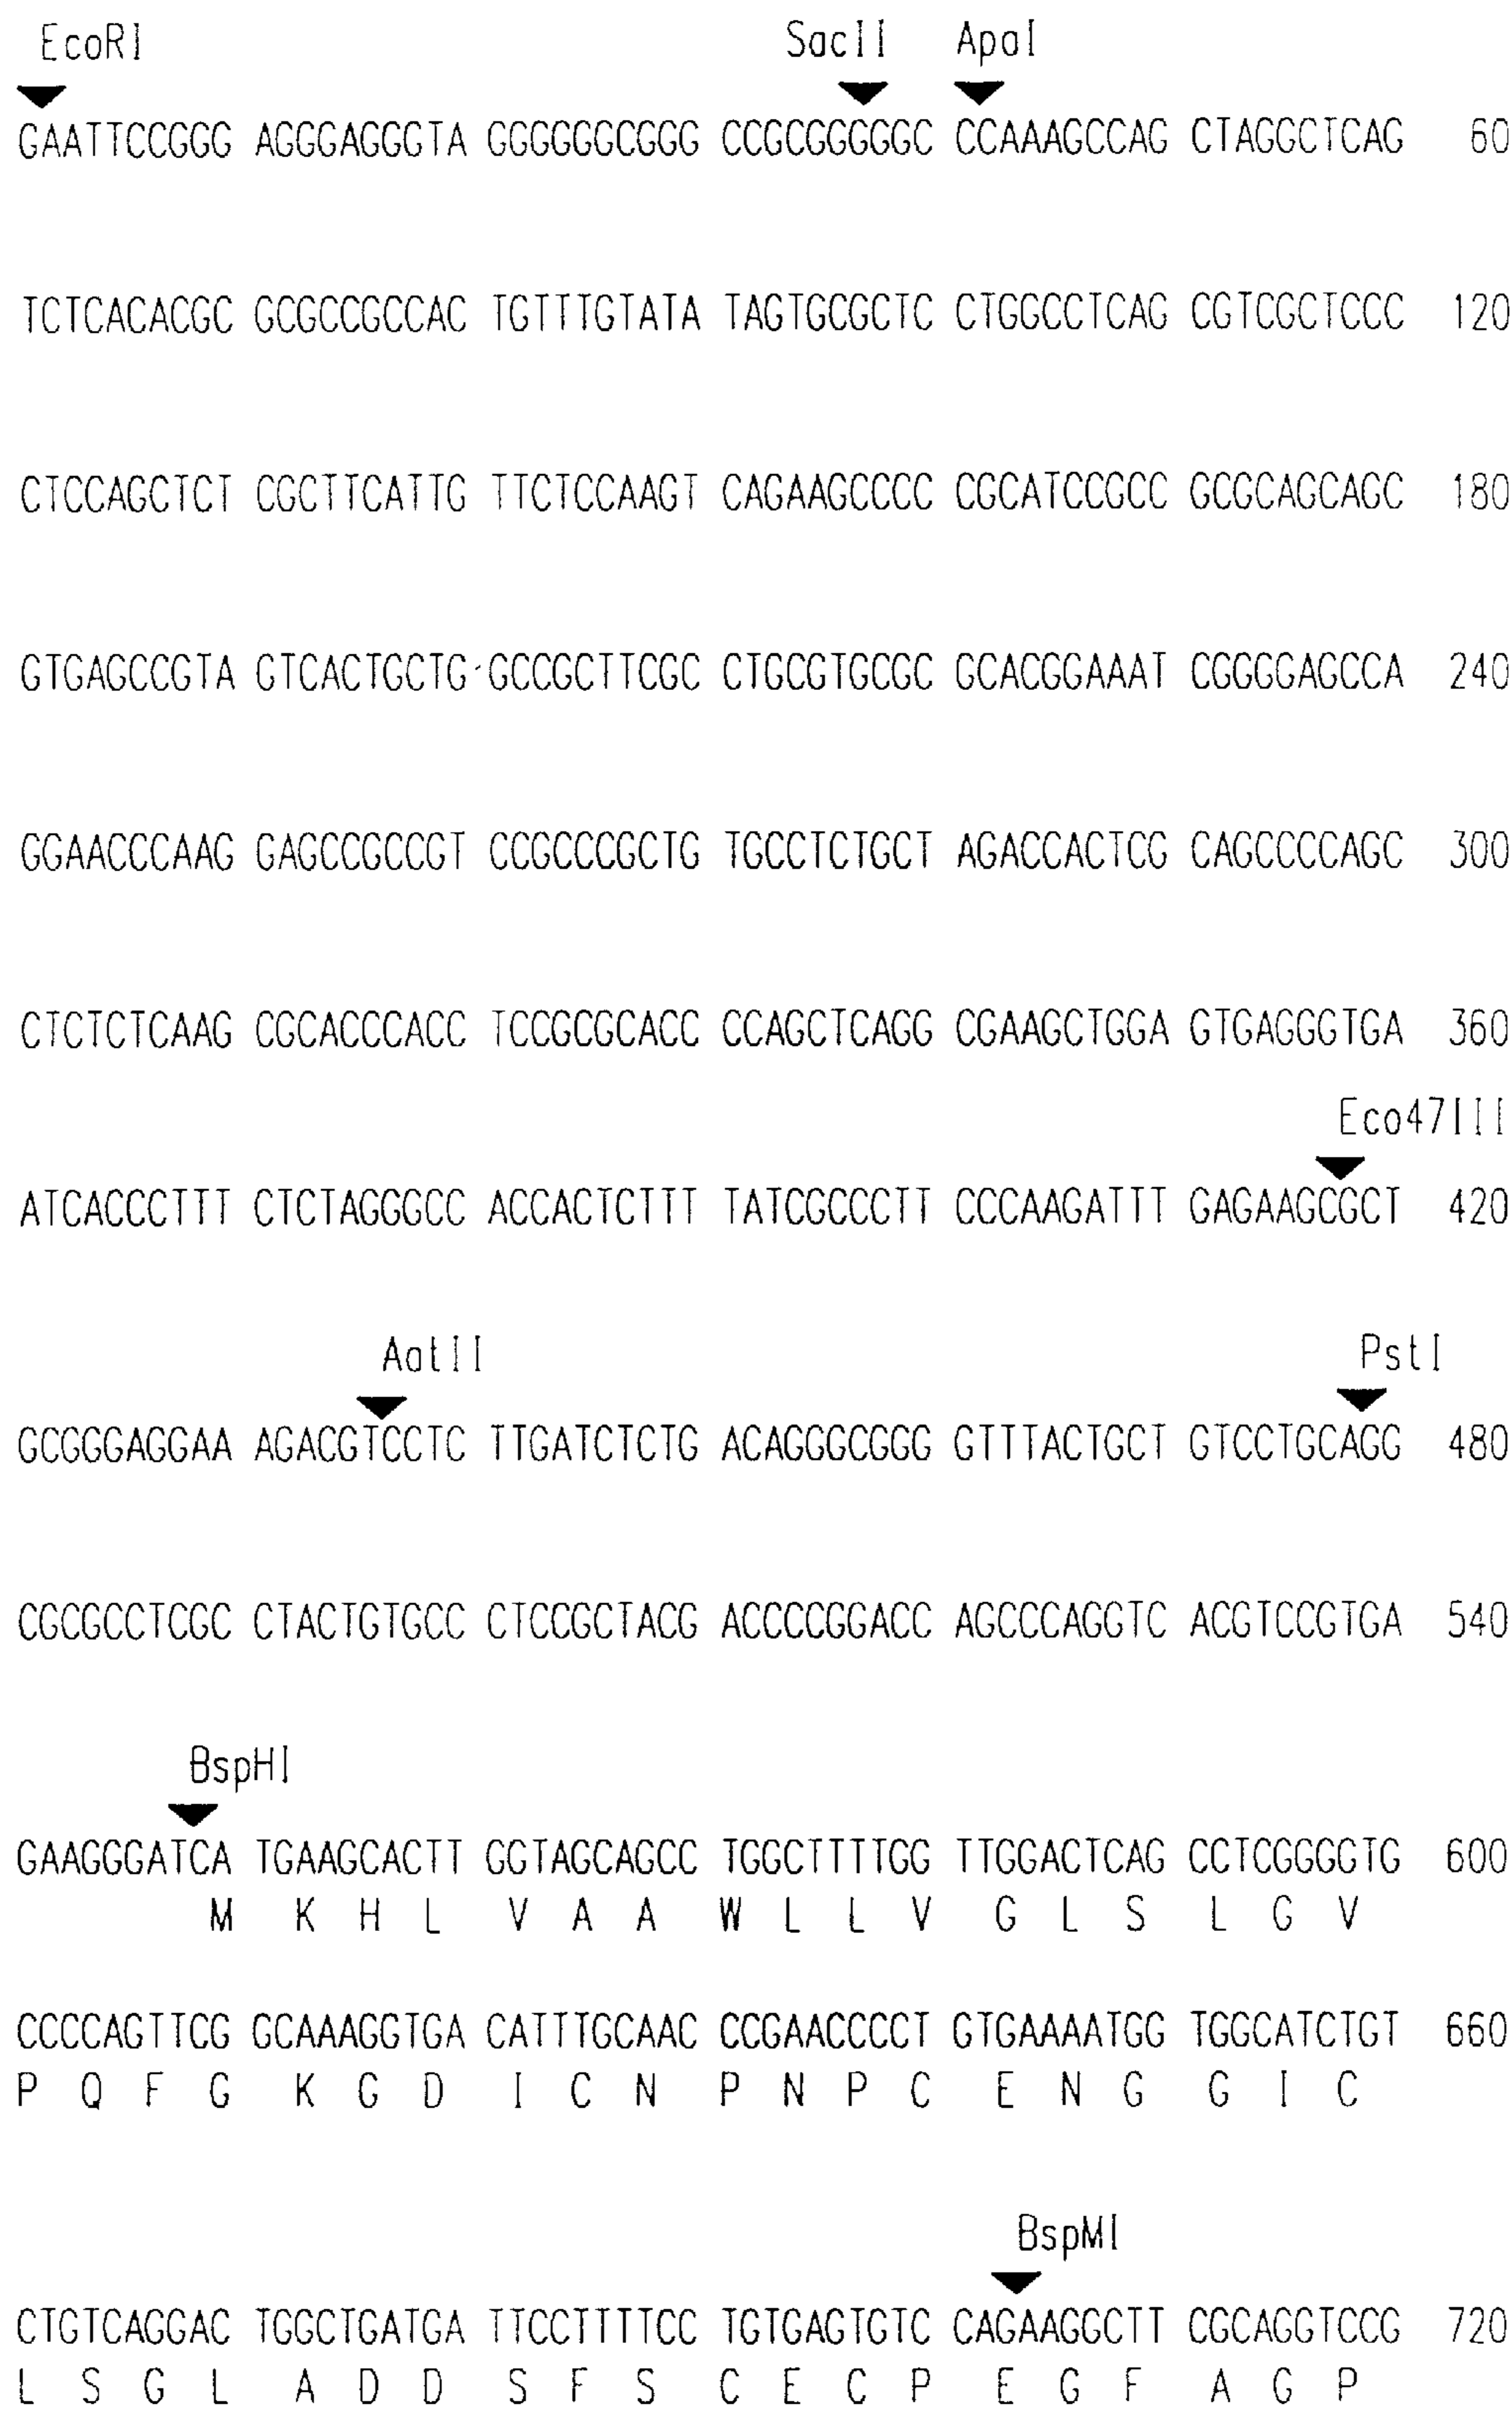 EcoRI SacII ApaI
GAATTCCGGG AGGGAGGGTA GGGGGGCGGG CCGCGGGGGC CCAAAGCCAG CTAGGCTCAG 60
TCTCACACGC GCGCCGCCAC TGTTTGTATA TAGTGCGCTC CTGGCCTCAG CGTCGCTCCC 120
CTCCAGCTCT CGCTTCATTG TTCTCCAAGT CAGAAGCCCC CGCATCCGCC GCGCAGCAGC 180
GTGAGCCGTA GTCACTGCTG GCCGCTTCGC CTGCGTGCGC GCACGGAAAT CGGGGAGCCA 240
GGAACCCAAG GAGCCGCCGT CCGCCCGCTG TGCCTCTGCT AGACCACTCG CAGCCCCAGC 300
CTCTCTCAAG CGCACCCACC TCCGCGCACC CCAGCTCAGG CGAAGCTGGA GTGAGGGTGA 360
Eco47III
ATCACCCTTT CTCTAGGGCC ACCACTCTTT TATCGCCCTT CCCAAGATTT GAGAAGCGCT 420
AatII PstI
GCGGGAGGAA AGACGTCCTC TTGATCTCTG ACAGGGCGGG GTTTACTGCT GTCCTGCAGG 480
CGCGCCTCGC CTACTGTGCC CTCCGCTACG ACCCCGGACC AGCCCAGGTC ACGTCCGTGA 540
BspHI
GAAGGGATCA TGAAGCACTT GGTAGCAGCC TGGCTTTTGG TTGGACTCAG CCTCGGGGTG 600
M K H L V A A W L L V G L S L G V
CCCCAGTTCG GCAAAGGTGA CATTTGCAAC CCGAACCCCT GTGAAAATGG TGGCATCTGT 660
P Q F G K G D I C N P N P C E N G G I C
BspMI
CTGTCAGGAC TGGCTGATGA TTCCTTTTCC TGTGAGTGTC CAGAAGGCTT CGCAGGTCCG 720
L S G L A D D S F S C E C P E G F A G P